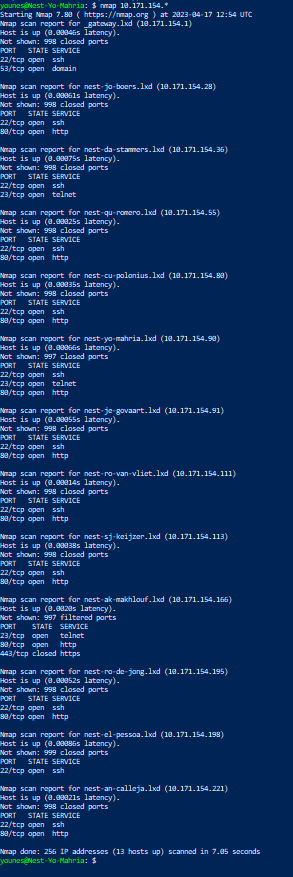 younes@Nest-Yo-Mahria:~$ nmap 10.171.154.*
Starting Nmap 7.80 ( https://nmap.org ) at 2023-04-17 12:54 UTC
Nmap scan report for _gateway.lxd (10.171.154.1)
Host is up (0.00046s latency).
Not shown: 998 closed ports
PORT   STATE SERVICE
22/tcp open  ssh
53/tcp open  domain

Nmap scan report for nest-jo-boers.lxd (10.171.154.28)
Host is up (0.00061s latency).
Not shown: 998 closed ports
PORT   STATE SERVICE
22/tcp open  ssh
80/tcp open  http

Nmap scan report for nest-da-stammers.lxd (10.171.154.36)
Host is up (0.00075s latency).
Not shown: 998 closed ports
PORT   STATE SERVICE
22/tcp open  ssh
23/tcp open  telnet

Nmap scan report for nest-qu-romero.lxd (10.171.154.55)
Host is up (0.00025s latency).
Not shown: 998 closed ports
PORT   STATE SERVICE
22/tcp open  ssh
80/tcp open  http

Nmap scan report for nest-cu-polonius.lxd (10.171.154.80)
Host is up (0.00035s latency).
Not shown: 998 closed ports
PORT   STATE SERVICE
22/tcp open  ssh
80/tcp open  http

Nmap scan report for nest-yo-mahria.lxd (10.171.154.90)
Host is up (0.00066s latency).
Not shown: 997 closed ports
PORT   STATE SERVICE
22/tcp open  ssh
23/tcp open  telnet
80/tcp open  http

Nmap scan report for nest-je-govaart.lxd (10.171.154.91)
Host is up (0.00055s latency).
Not shown: 998 closed ports
PORT   STATE SERVICE
22/tcp open  ssh
80/tcp open  http

Nmap scan report for nest-ro-van-vliet.lxd (10.171.154.111)
Host is up (0.00014s latency).
Not shown: 998 closed ports
PORT   STATE SERVICE
22/tcp open  ssh
80/tcp open  http

Nmap scan report for nest-sj-keijzer.lxd (10.171.154.113)
Host is up (0.00038s latency).
Not shown: 998 closed ports
PORT   STATE SERVICE
22/tcp open  ssh
80/tcp open  http

Nmap scan report for nest-ak-makhlouf.lxd (10.171.154.166)
Host is up (0.0020s latency).
Not shown: 997 filtered ports
PORT    STATE  SERVICE
23/tcp  open   telnet
80/tcp  open   http
443/tcp closed https

Nmap scan report for nest-ro-de-jong.lxd (10.171.154.195)
Host is up (0.00052s latency).
Not shown: 998 closed ports
PORT   STATE SERVICE
22/tcp open  ssh
80/tcp open  http

Nmap scan report for nest-el-pessoa.lxd (10.171.154.198)
Host is up (0.00086s latency).
Not shown: 999 closed ports
PORT   STATE SERVICE
22/tcp open  ssh

Nmap scan report for nest-an-calleja.lxd (10.171.154.221)
Host is up (0.00021s latency).
Not shown: 998 closed ports
PORT   STATE SERVICE
22/tcp open  ssh
80/tcp open  http

Nmap done: 256 IP addresses (13 hosts up) scanned in 7.05 seconds
younes@Nest-Yo-Mahria:~$